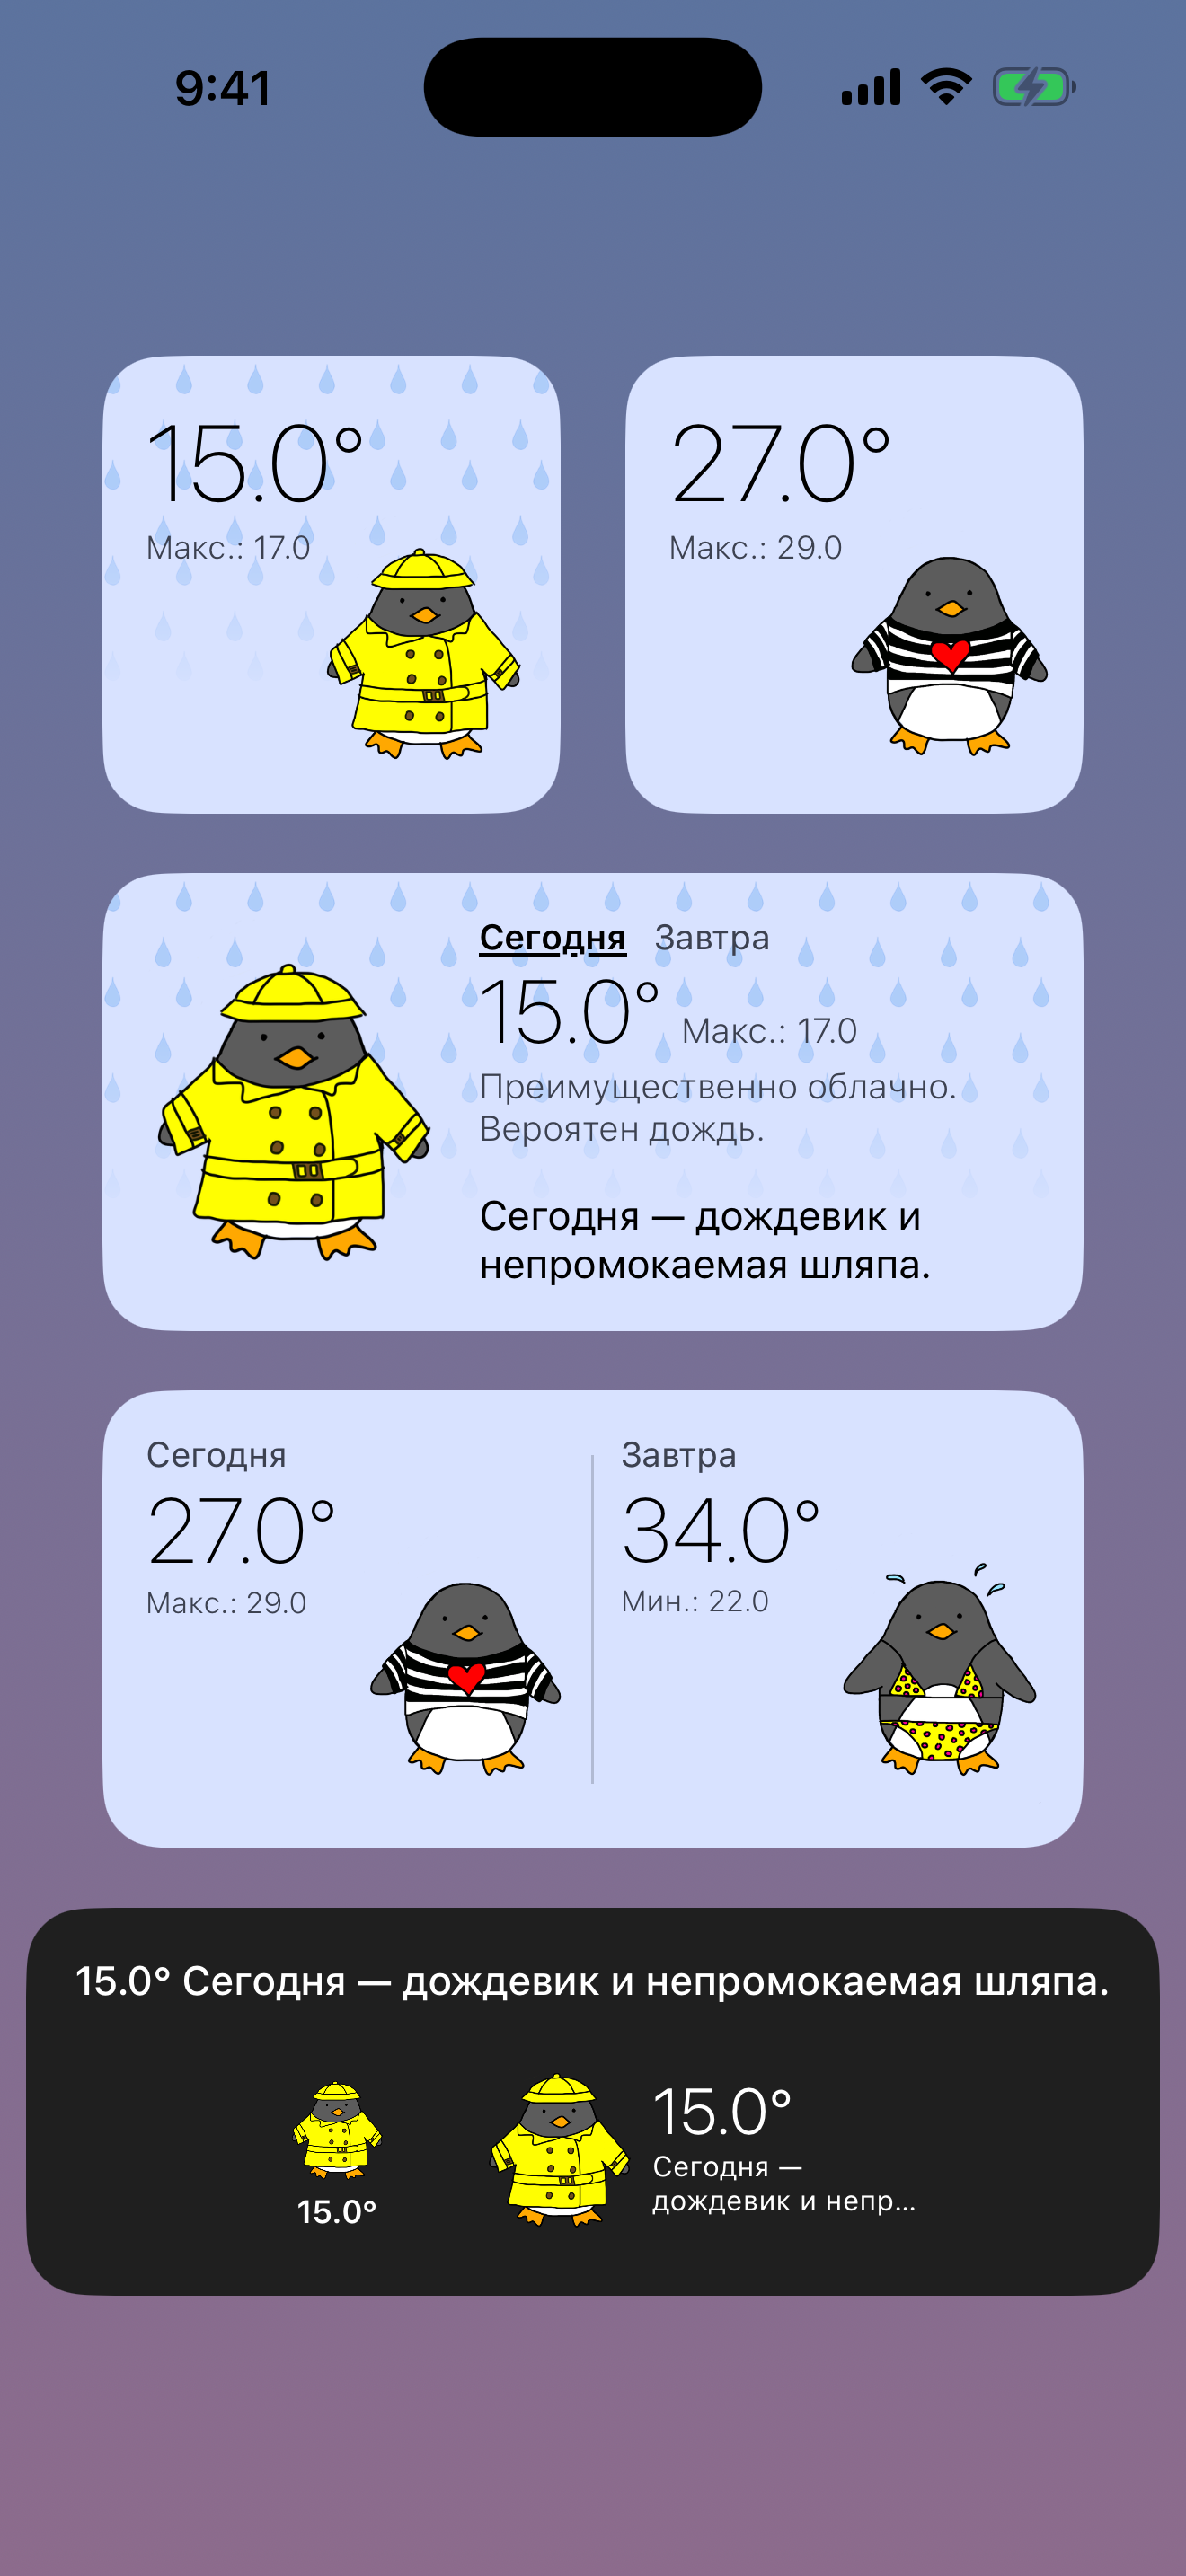 9:41
15.0°
Макс.: 17.0
27.0°
Макс.: 29.0
Сегодня Завтра
15.0° Макс.: 17.0
Преимущественно облачно.
Вероятен дождь.
Сегодня — дождевик и
непромокаемая шляпа.
Сегодня
27.0°
Макс.: 29.0
Завтра
34.0°
Мин.: 22.0
15.0° Сегодня — дождевик и непромокаемая шляпа.
15.0°
15.0°
Сегодня —
дождевик и непр...